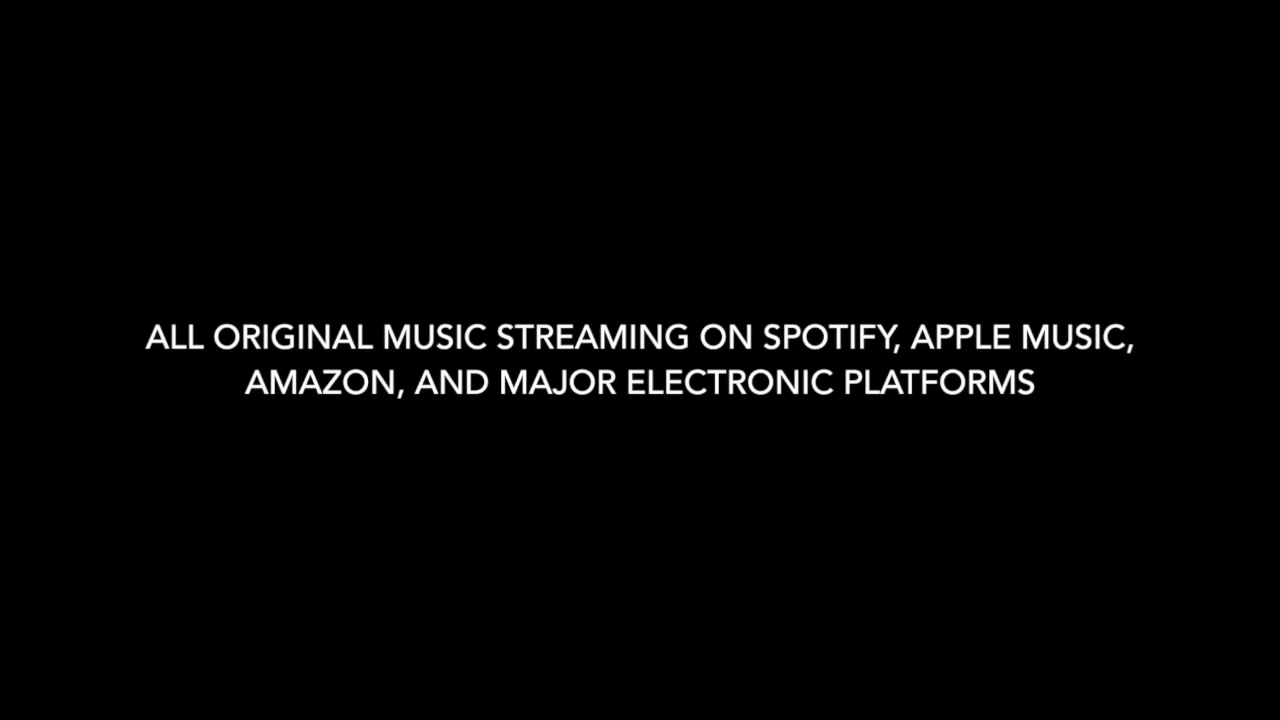 ALL ORIGINAL MUSIC STREAMING ON SPOTIFY, APPLE MUSIC,
AMAZON, AND MAJOR ELECTRONIC PLATFORMS